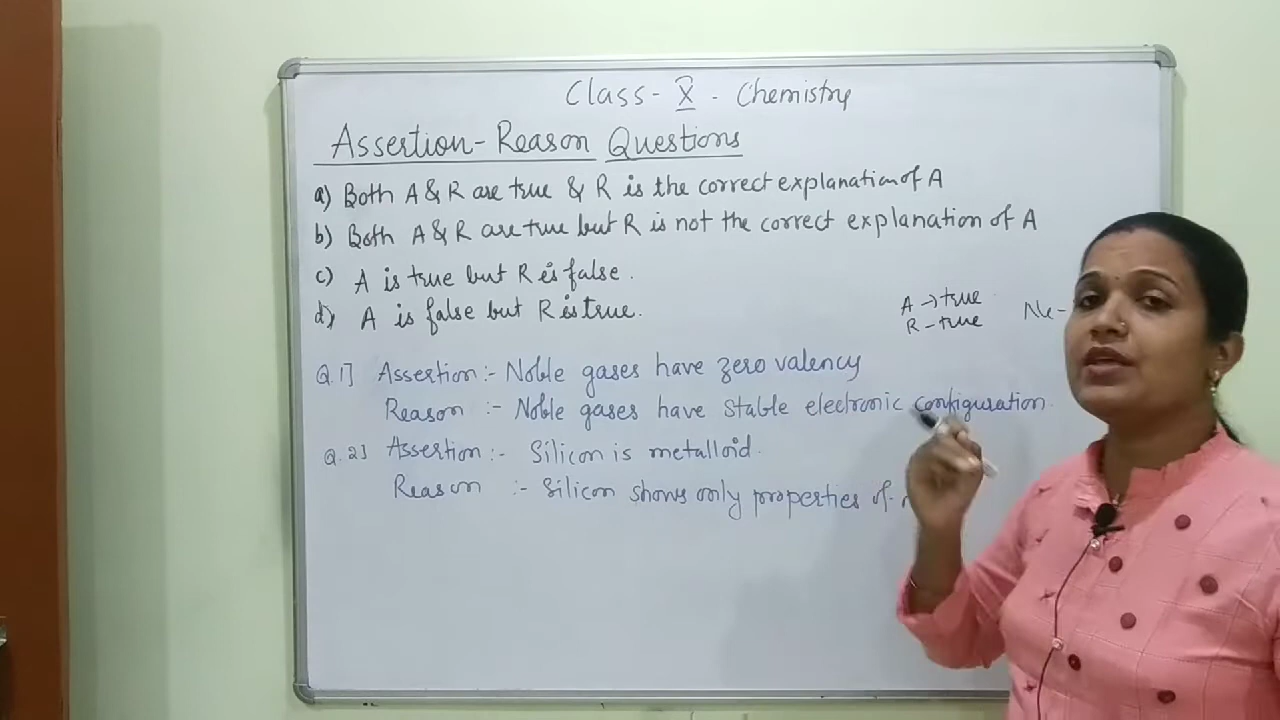 Class - X . Chemistry
Assertion-Reason Questions
a) Both A & R are true & R is the correct explanation of A
b) Both A & R are true but R is not the correct explanation of A
c) A is true but R is false .
d) A is false but R is true.
A → true
R - true
Ne -
Q.1] Assertion :- Noble gases have zero valency
Reason :- Noble gases have stable electronic configuration.
Q.2] Assertion :- Silicon is metalloid.
Reason :- Silicon shows only properties of